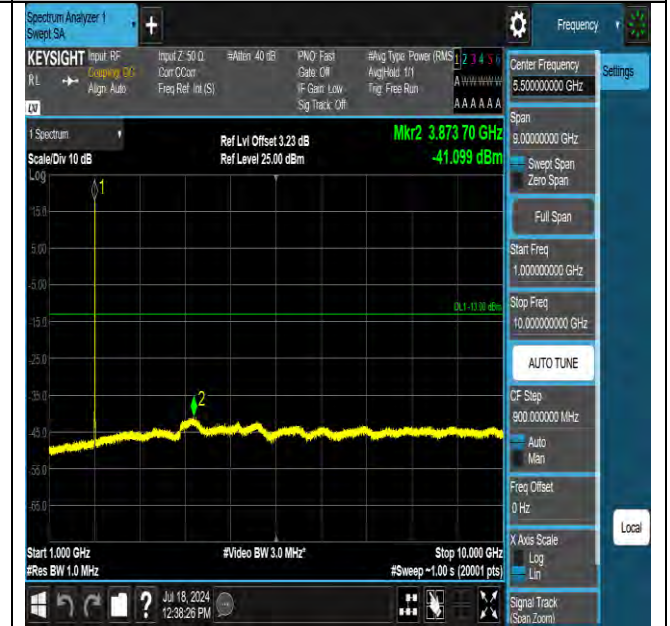 Spectrum Analyzer 1
Swept SA
+
Frequency
KEYSIGHT Input: RF Input Z: 50 Ω #Atten: 40 dB PNO: Fast #Avg Type: Power (RMS 1 2 3 4 5 6
RL Coupling: DC Corr CCorr Gate: Off Avg|Hold: 1/1 A W W W W W
Align: Auto Freq Ref: Int (S) IF Gain: Low Trig: Free Run
Sig Track: Off A A A A A A
LXI
1 Spectrum
Scale/Div 10 dB
Ref Lvl Offset 3.23 dB
Ref Level 25.00 dBm
Mkr2 3.873 70 GHz
-41.099 dBm
Log
1
15.0
5.00
-5.00
DL1 -13.00 dBm
-15.0
-25.0
-35.0
2
-45.0
-55.0
-65.0
Start 1.000 GHz #Video BW 3.0 MHz* Stop 10.000 GHz
#Res BW 1.0 MHz #Sweep ~1.00 s (20001 pts)
?
Jul 18, 2024
12:38:26 PM
Center Frequency
5.500000000 GHz
Settings
Span
9.00000000 GHz
Swept Span
Zero Span
Full Span
Start Freq
1.000000000 GHz
Stop Freq
10.000000000 GHz
AUTO TUNE
CF Step
900.000000 MHz
Auto
Man
Freq Offset
0 Hz
Local
X Axis Scale
Log
Lin
Signal Track
(Span Zoom)